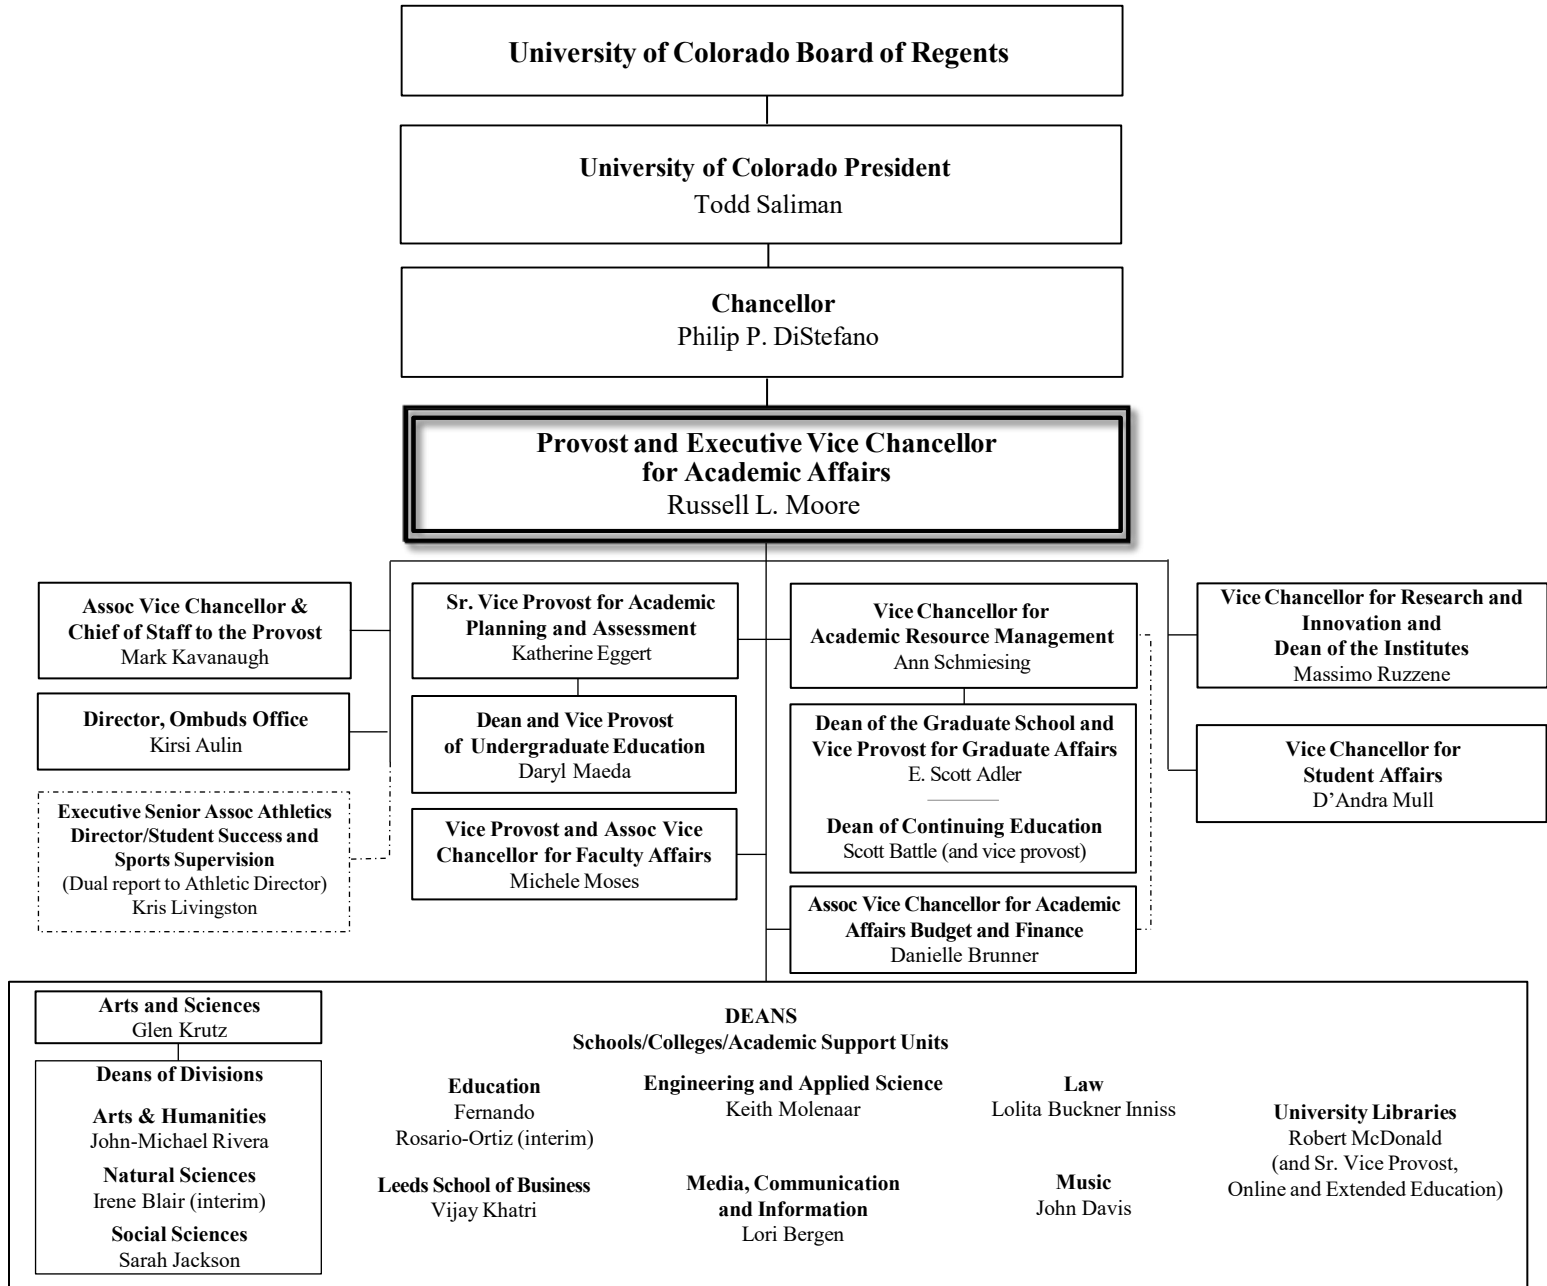 University of Colorado Board of Regents
University of Colorado President
Todd Saliman
Chancellor
Philip P. DiStefano
Provost and Executive Vice Chancellor
for Academic Affairs
Russell L. Moore
Assoc Vice Chancellor &
Chief of Staff to the Provost
Mark Kavanaugh
Director, Ombuds Office
Kirsi Aulin
Executive Senior Assoc Athletics
Director/Student Success and
Sports Supervision
(Dual report to Athletic Director)
Kris Livingston
Sr. Vice Provost for Academic
Planning and Assessment
Katherine Eggert
Dean and Vice Provost
of Undergraduate Education
Daryl Maeda
Vice Provost and Assoc Vice
Chancellor for Faculty Affairs
Michele Moses
Vice Chancellor for
Academic Resource Management
Ann Schmiesing
Dean of the Graduate School and
Vice Provost for Graduate Affairs
E. Scott Adler
Dean of Continuing Education
Scott Battle (and vice provost)
Assoc Vice Chancellor for Academic
Affairs Budget and Finance
Danielle Brunner
Vice Chancellor for Research and
Innovation and
Dean of the Institutes
Massimo Ruzzene
Vice Chancellor for
Student Affairs
D’Andra Mull
Arts and Sciences
Glen Krutz
Deans of Divisions
Arts & Humanities
John-Michael Rivera
Natural Sciences
Irene Blair (interim)
Social Sciences
Sarah Jackson
DEANS
Schools/Colleges/Academic Support Units
Education
Fernando
Rosario-Ortiz (interim)
Leeds School of Business
Vijay Khatri
Engineering and Applied Science
Keith Molenaar
Media, Communication
and Information
Lori Bergen
Law
Lolita Buckner Inniss
Music
John Davis
University Libraries
Robert McDonald
(and Sr. Vice Provost,
Online and Extended Education)